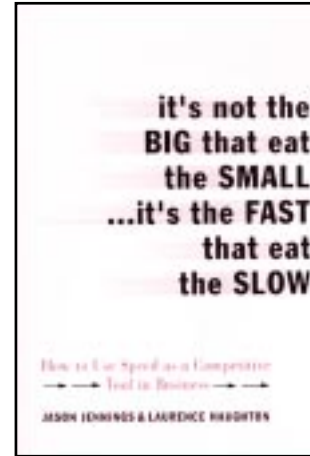 it's not the
BIG that eat
the SMALL
...it's the FAST
that eat
the SLOW
How to Use Speed as a Competitive
Tool in Business
JASON JENNINGS & LAURENCE HAUGHTON